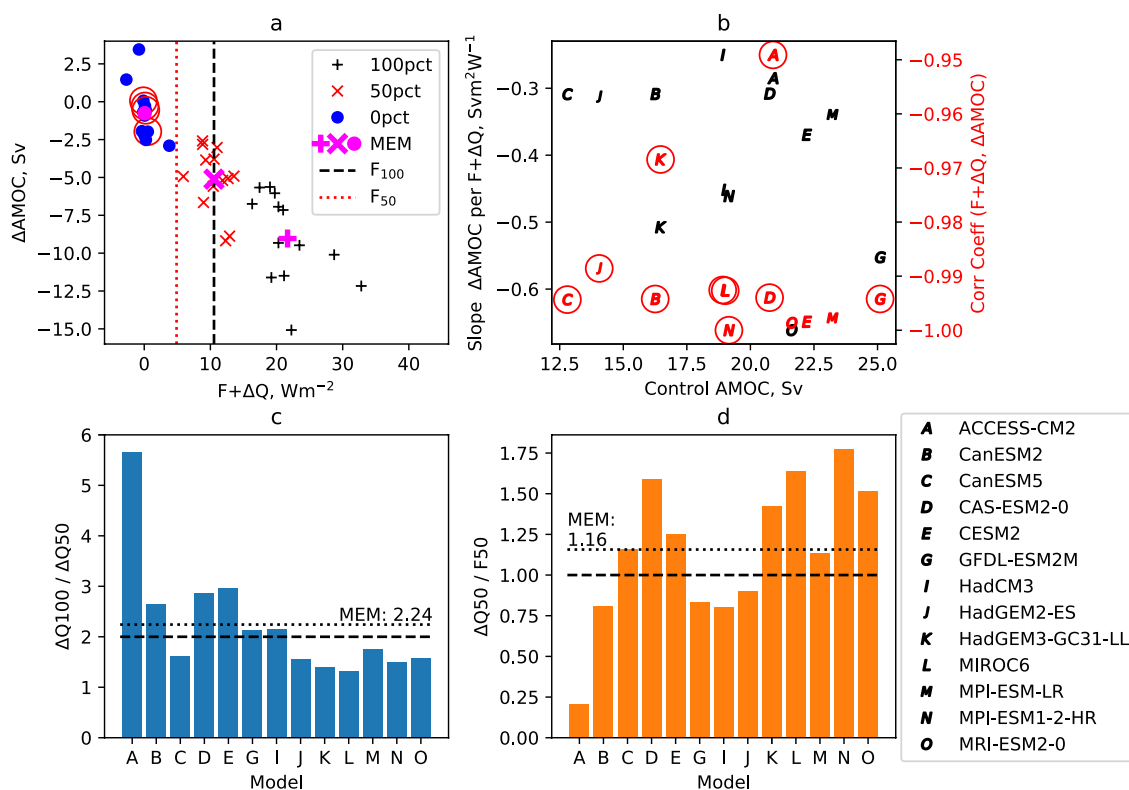 a
ΔAMOC, Sv
2.5
0.0
−2.5
−5.0
−7.5
−10.0
−12.5
−15.0
0
10
20
30
40
F+ΔQ, Wm−2
100pct
50pct
0pct
MEM
F100
F50
b
Slope ΔAMOC per F+ΔQ, Svm2W−1
−0.3
−0.4
−0.5
−0.6
12.5
15.0
17.5
20.0
22.5
25.0
Control AMOC, Sv
−0.95
−0.96
−0.97
−0.98
−0.99
−1.00
Corr Coeff (F+ΔQ, ΔAMOC)
I
A
A
C
J
B
D
M
E
K
I
N
K
G
J
C
B
L
D
G
N
O
E
M
O
c
ΔQ100 / ΔQ50
6
5
4
3
2
1
0
MEM: 2.24
A B C D E G I J K L M N O
Model
d
ΔQ50 / F50
1.75
1.50
1.25
1.00
0.75
0.50
0.25
0.00
MEM:
1.16
A B C D E G I J K L M N O
Model
A ACCESS-CM2
B CanESM2
C CanESM5
D CAS-ESM2-0
E CESM2
G GFDL-ESM2M
I HadCM3
J HadGEM2-ES
K HadGEM3-GC31-LL
L MIROC6
M MPI-ESM-LR
N MPI-ESM1-2-HR
O MRI-ESM2-0